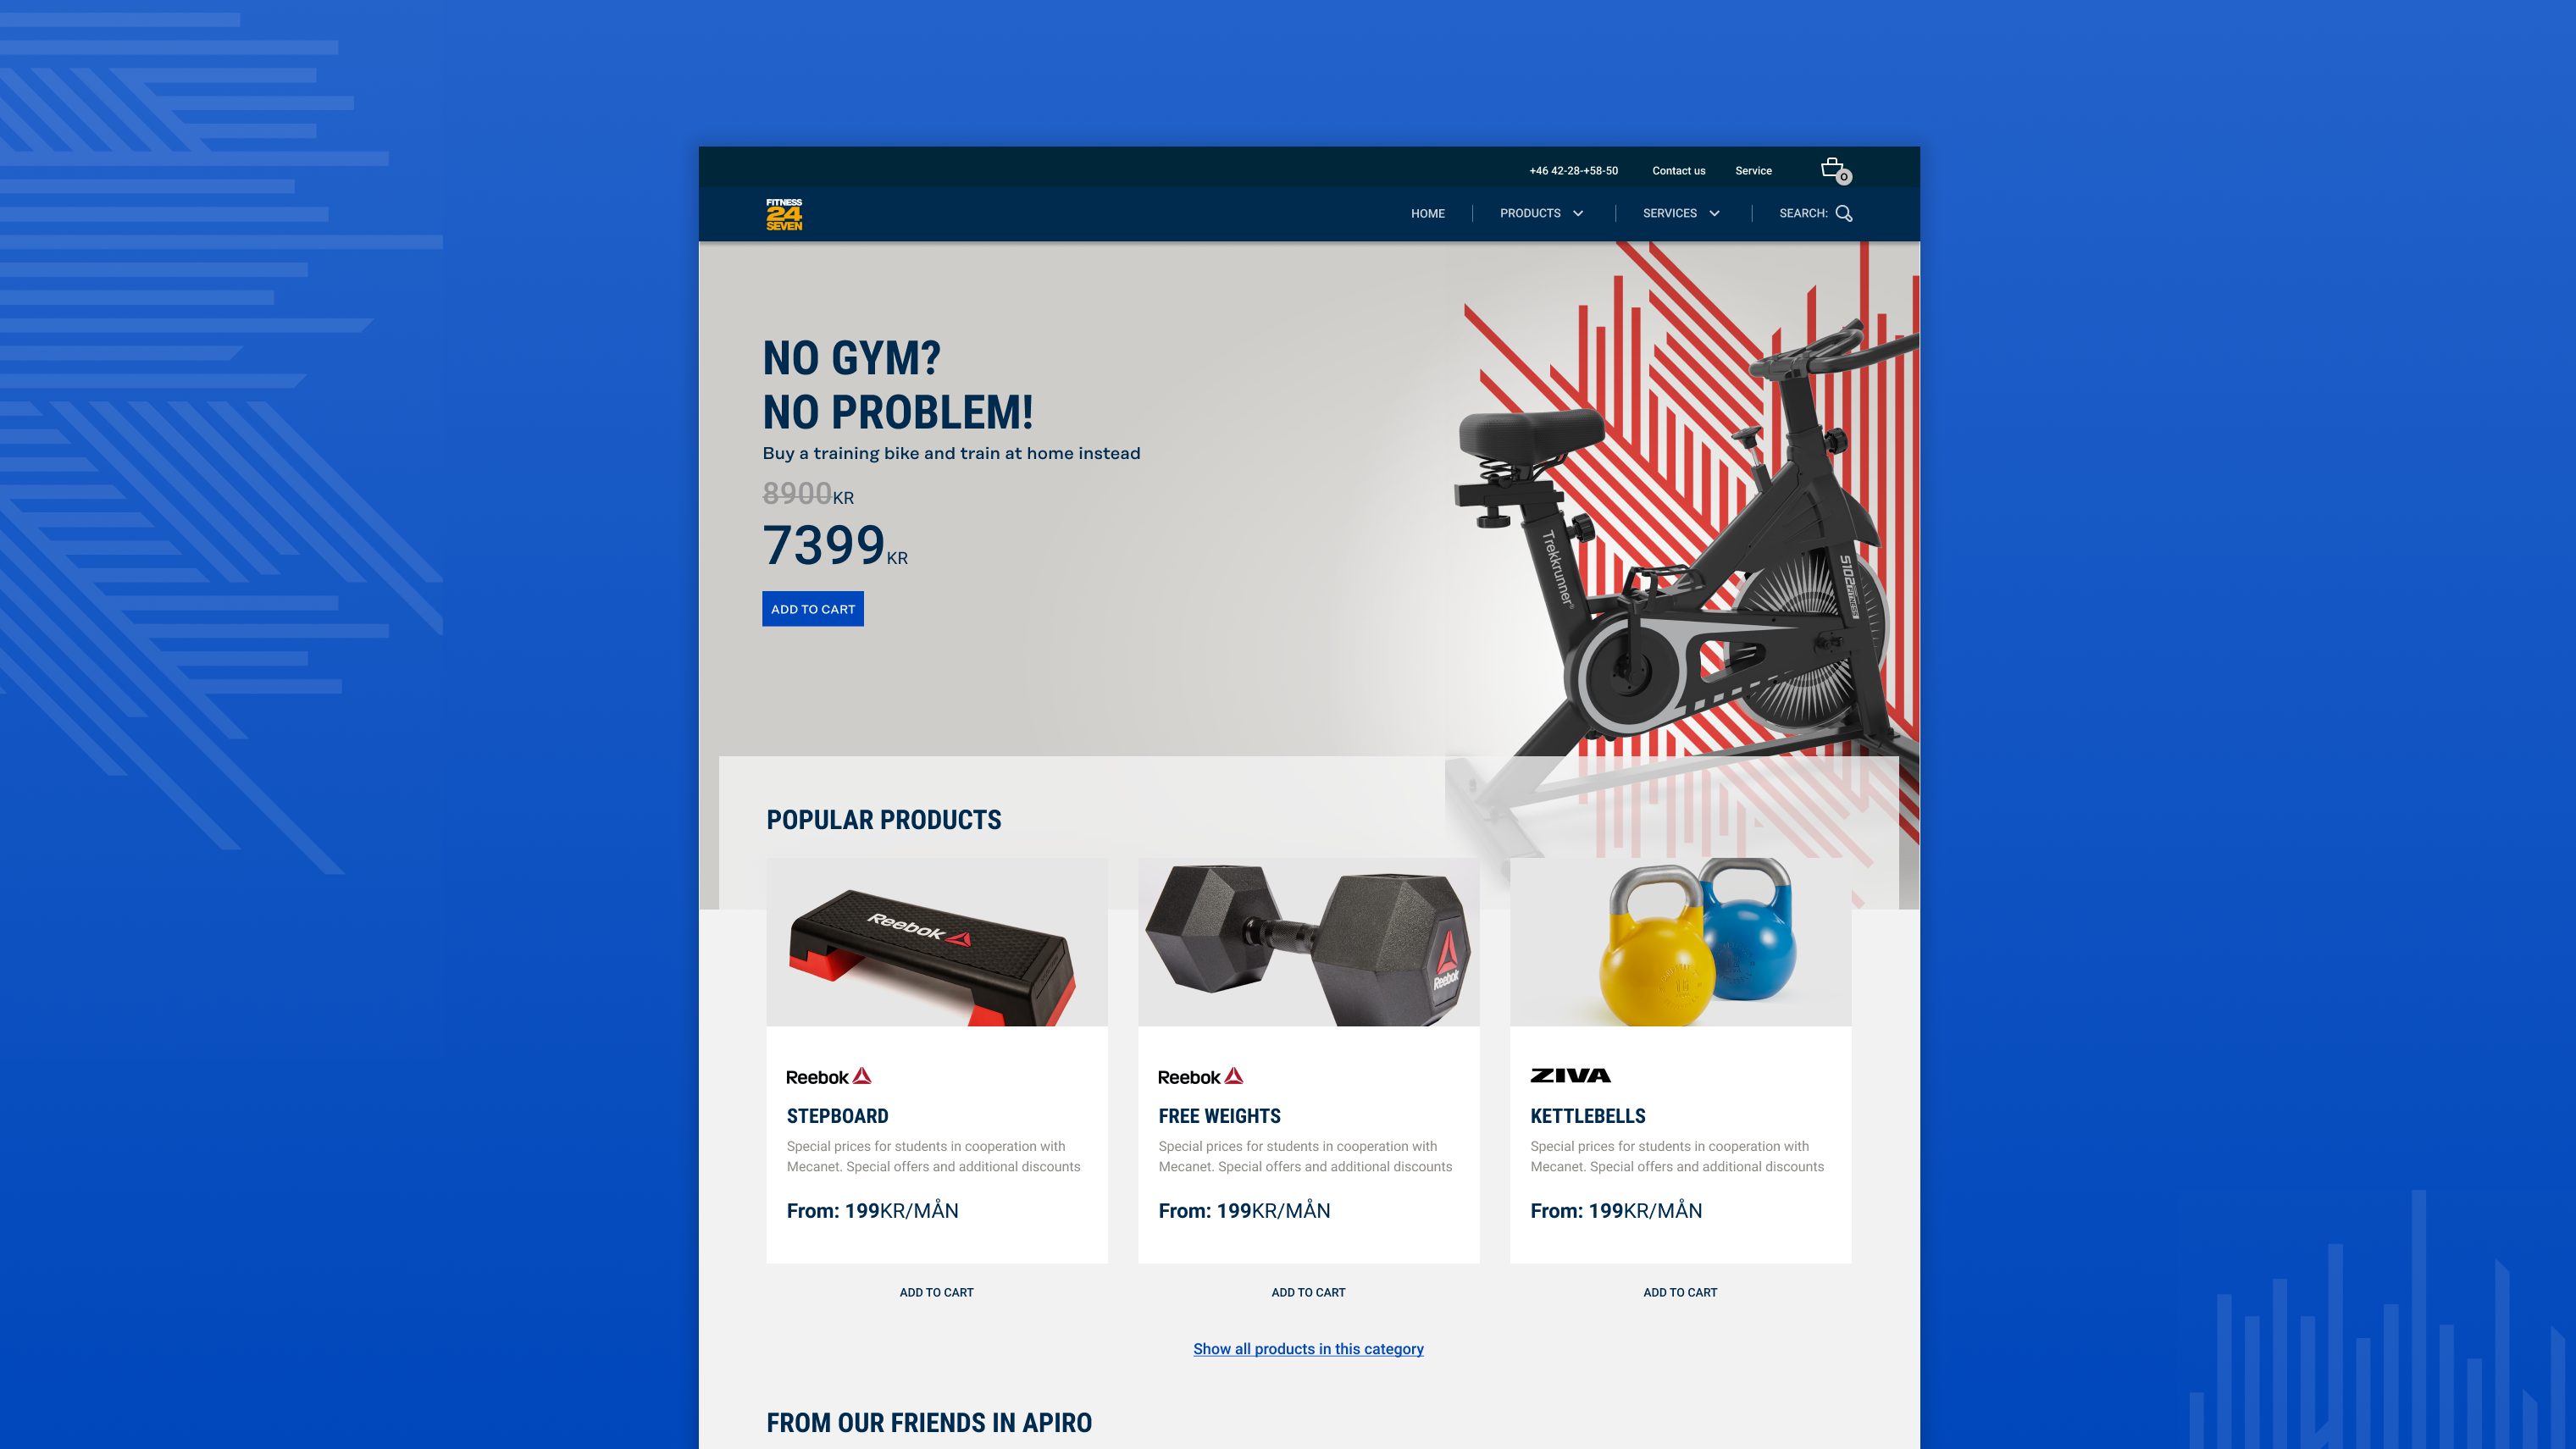 +46 42-28-+58-50 Contact us Service 0
FITNESS
24
SEVEN
HOME PRODUCTS SERVICES SEARCH:
NO GYM?
NO PROBLEM!
Buy a training bike and train at home instead
8900KR
7399KR
ADD TO CART
Trekrunner®
S102 FITNESS
POPULAR PRODUCTS
Reebok
Reebok
Reebok
STEPBOARD
Special prices for students in cooperation with
Mecanet. Special offers and additional discounts
From: 199KR/MÅN
ADD TO CART
Reebok
FREE WEIGHTS
Special prices for students in cooperation with
Mecanet. Special offers and additional discounts
From: 199KR/MÅN
ADD TO CART
ZIVA
KETTLEBELLS
Special prices for students in cooperation with
Mecanet. Special offers and additional discounts
From: 199KR/MÅN
ADD TO CART
Show all products in this category
FROM OUR FRIENDS IN APIRO